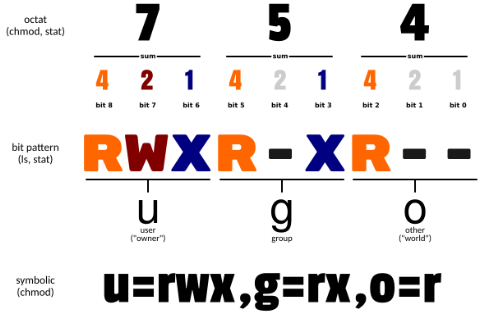 octat
(chmod, stat)
7 5 4
sum sum sum
4 2 1 4 2 1 4 2 1
bit 8 bit 7 bit 6 bit 5 bit 4 bit 3 bit 2 bit 1 bit 0
bit pattern
(ls, stat)
RWXR-XR--
u g o
user group other
("owner") ("world")
symbolic
(chmod)
u=rwx,g=rx,o=r